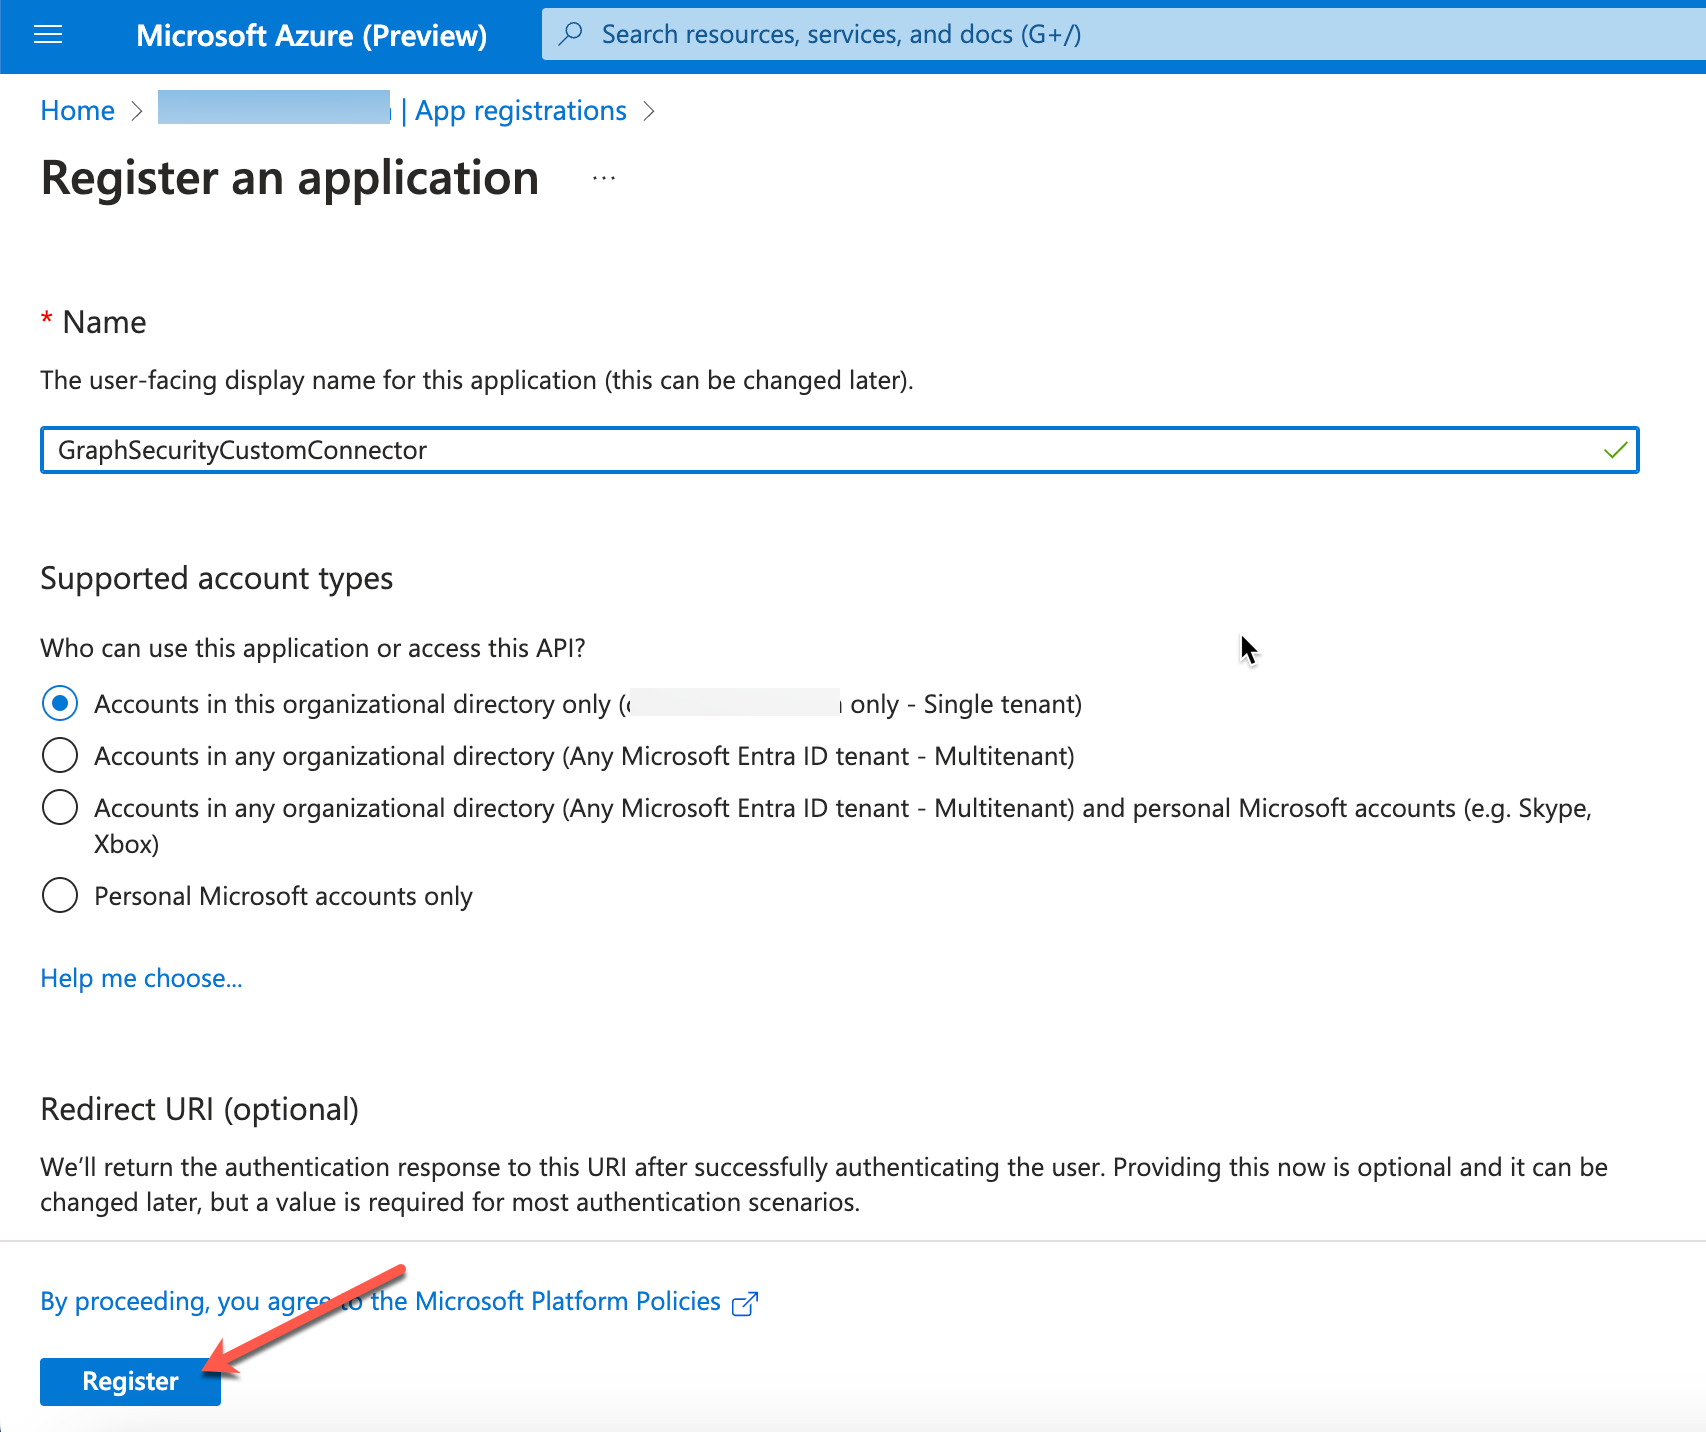 Microsoft Azure (Preview)
Search resources, services, and docs (G+/)
Home > | App registrations >
Register an application ...
* Name
The user-facing display name for this application (this can be changed later).
GraphSecurityCustomConnector
Supported account types
Who can use this application or access this API?
Accounts in this organizational directory only ( only - Single tenant)
Accounts in any organizational directory (Any Microsoft Entra ID tenant - Multitenant)
Accounts in any organizational directory (Any Microsoft Entra ID tenant - Multitenant) and personal Microsoft accounts (e.g. Skype,
Xbox)
Personal Microsoft accounts only
Help me choose...
Redirect URI (optional)
We'll return the authentication response to this URI after successfully authenticating the user. Providing this now is optional and it can be
changed later, but a value is required for most authentication scenarios.
By proceeding, you agree to the Microsoft Platform Policies
Register